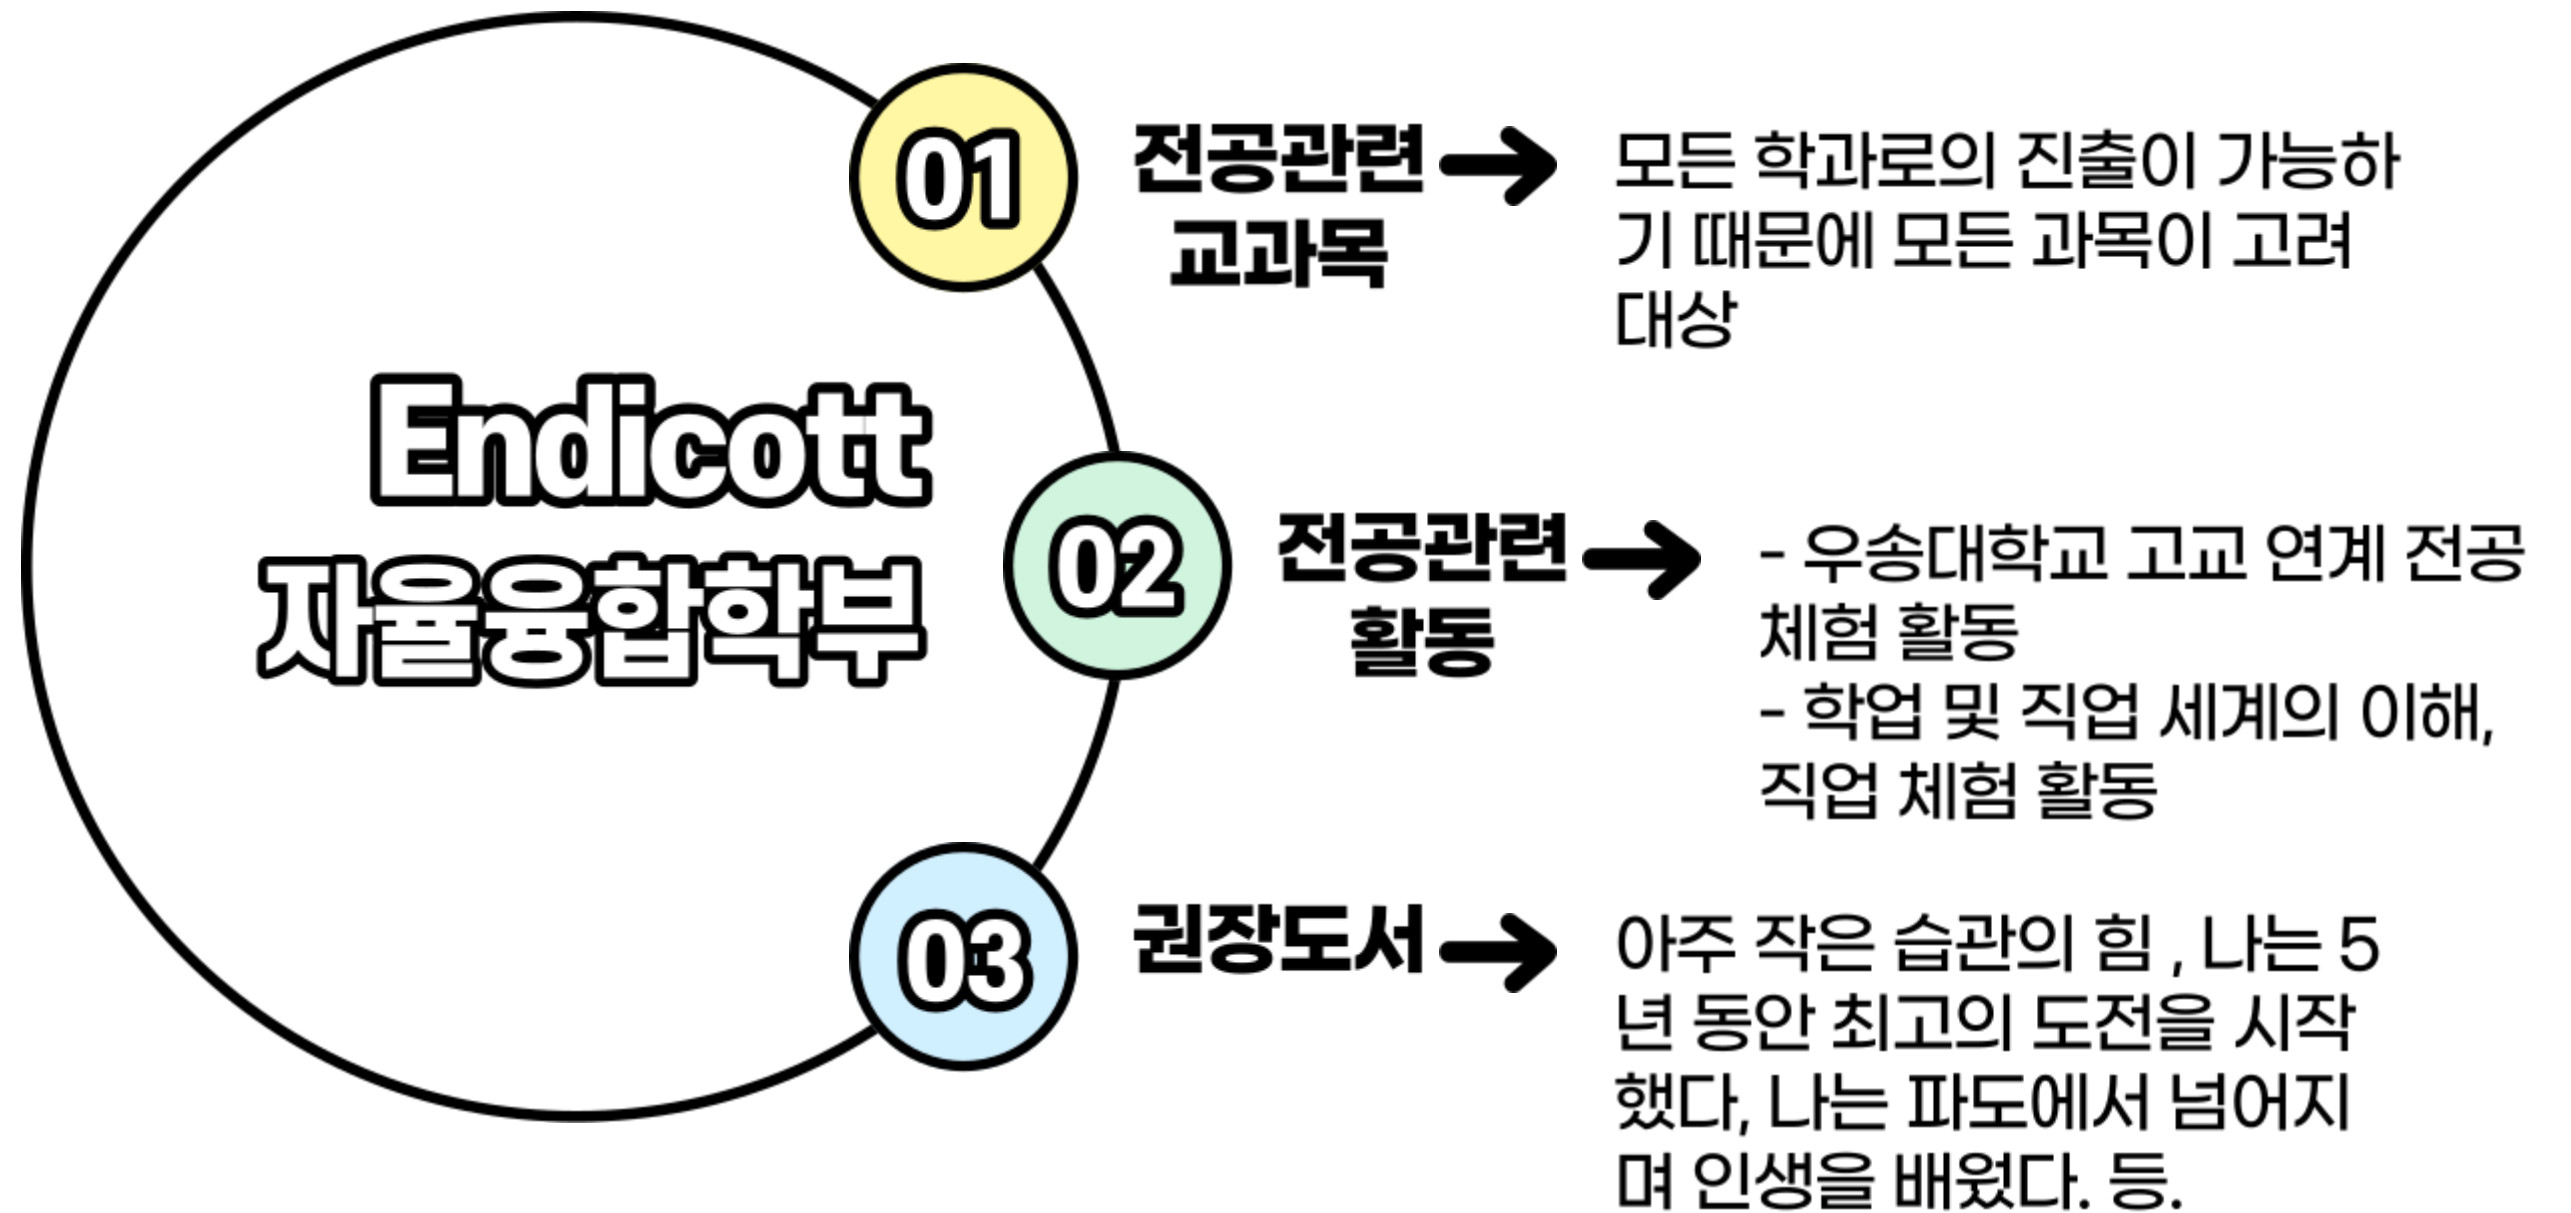 Endicott
자율융합학부
01
전공관련
교과목
모든 학과로의 진출이 가능하
기 때문에 모든 과목이 고려
대상
02
전공관련
활동
- 우송대학교 고교 연계 전공
체험 활동
- 학업 및 직업 세계의 이해,
직업 체험 활동
03
권장도서
아주 작은 습관의 힘 , 나는 5
년 동안 최고의 도전을 시작
했다, 나는 파도에서 넘어지
며 인생을 배웠다. 등.